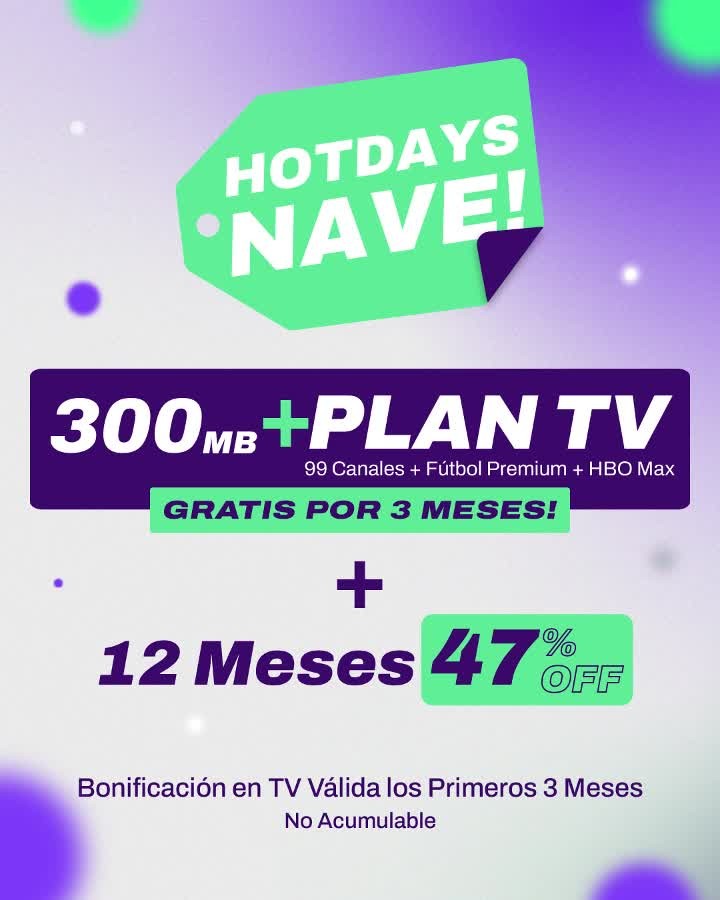 HOTDAYS
NAVE!
300MB+PLAN TV
99 Canales + Fútbol Premium + HBO Max
GRATIS POR 3 MESES!
+
12 Meses 47% OFF
Bonificación en TV Válida los Primeros 3 Meses
No Acumulable